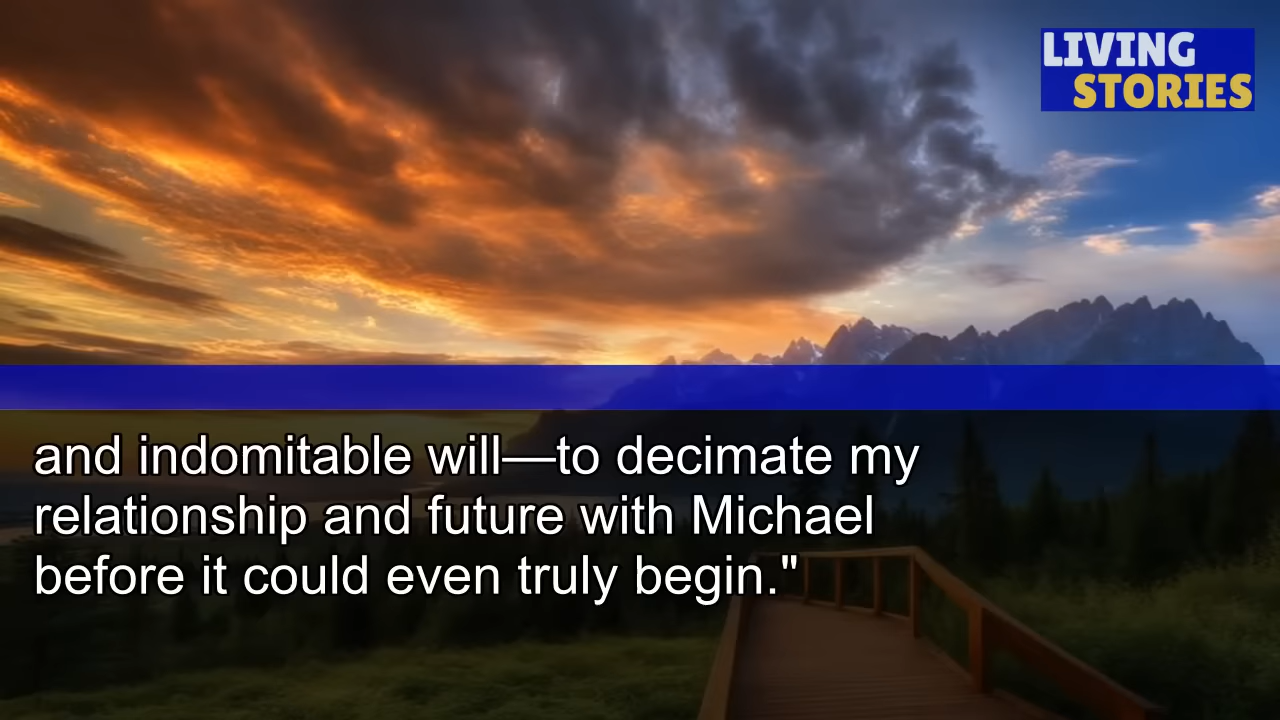 LIVING
STORIES
and indomitable will—to decimate my
relationship and future with Michael
before it could even truly begin."